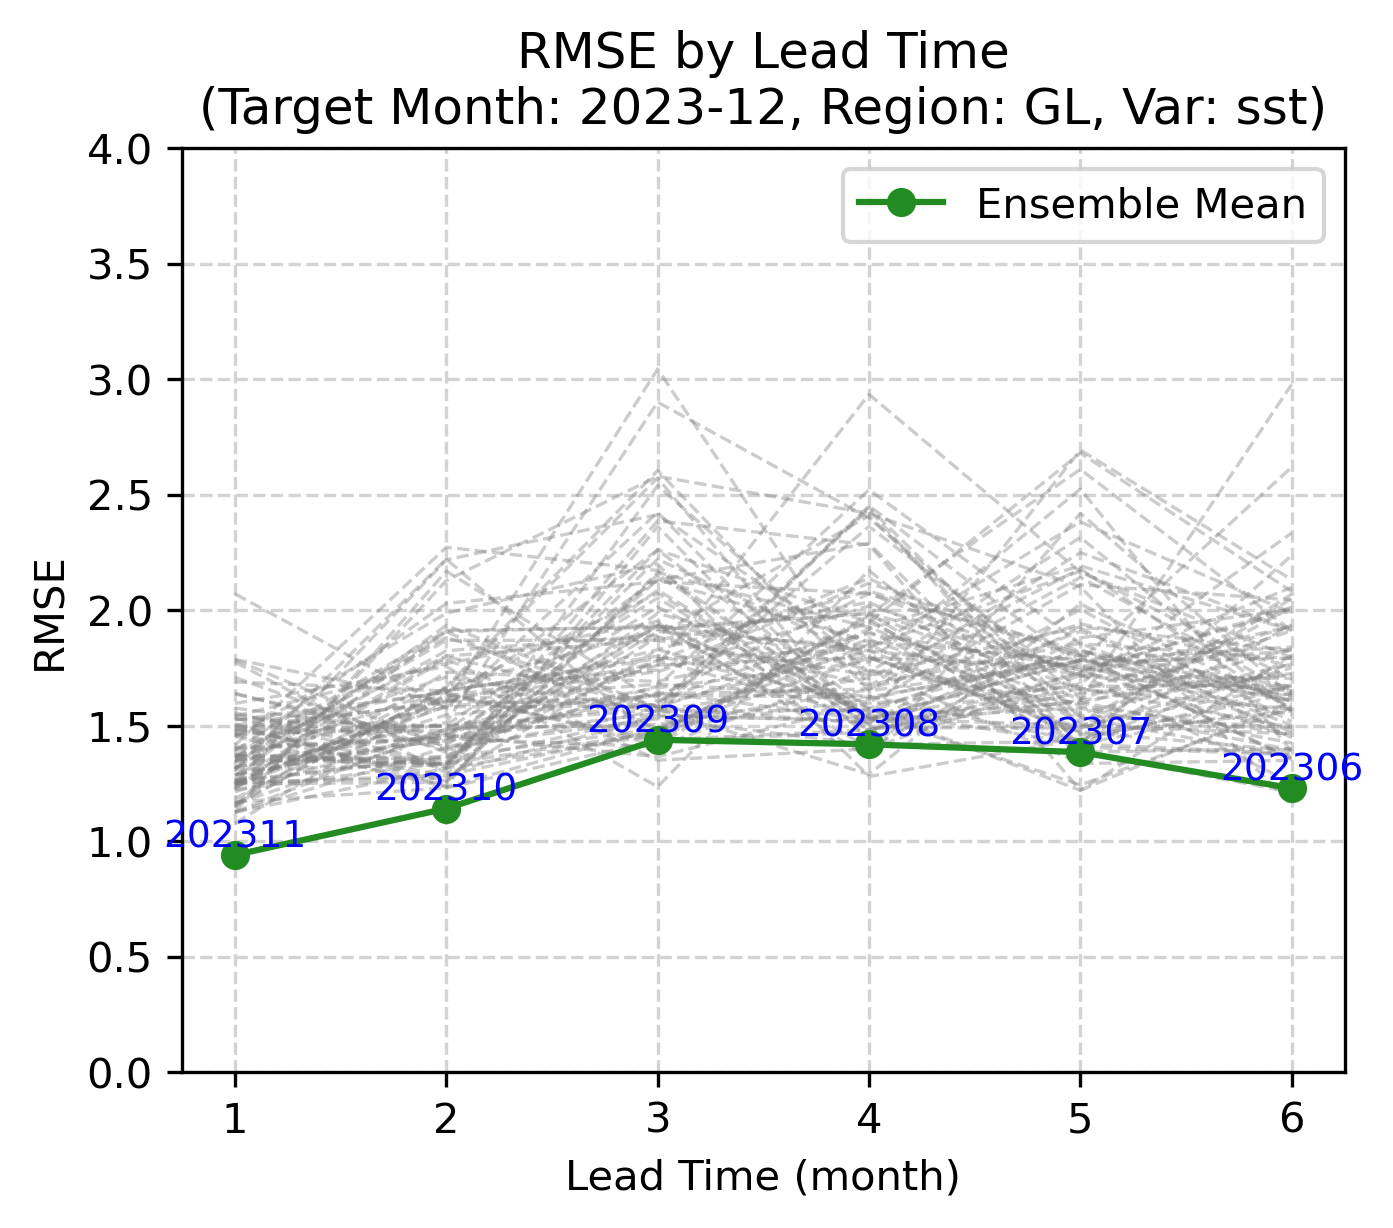 RMSE by Lead Time
(Target Month: 2023-12, Region: GL, Var: sst)
4.0
3.5
3.0
2.5
2.0
1.5
1.0
0.5
0.0
RMSE
Ensemble Mean
202311
202310
202309
202308
202307
202306
1 2 3 4 5 6
Lead Time (month)